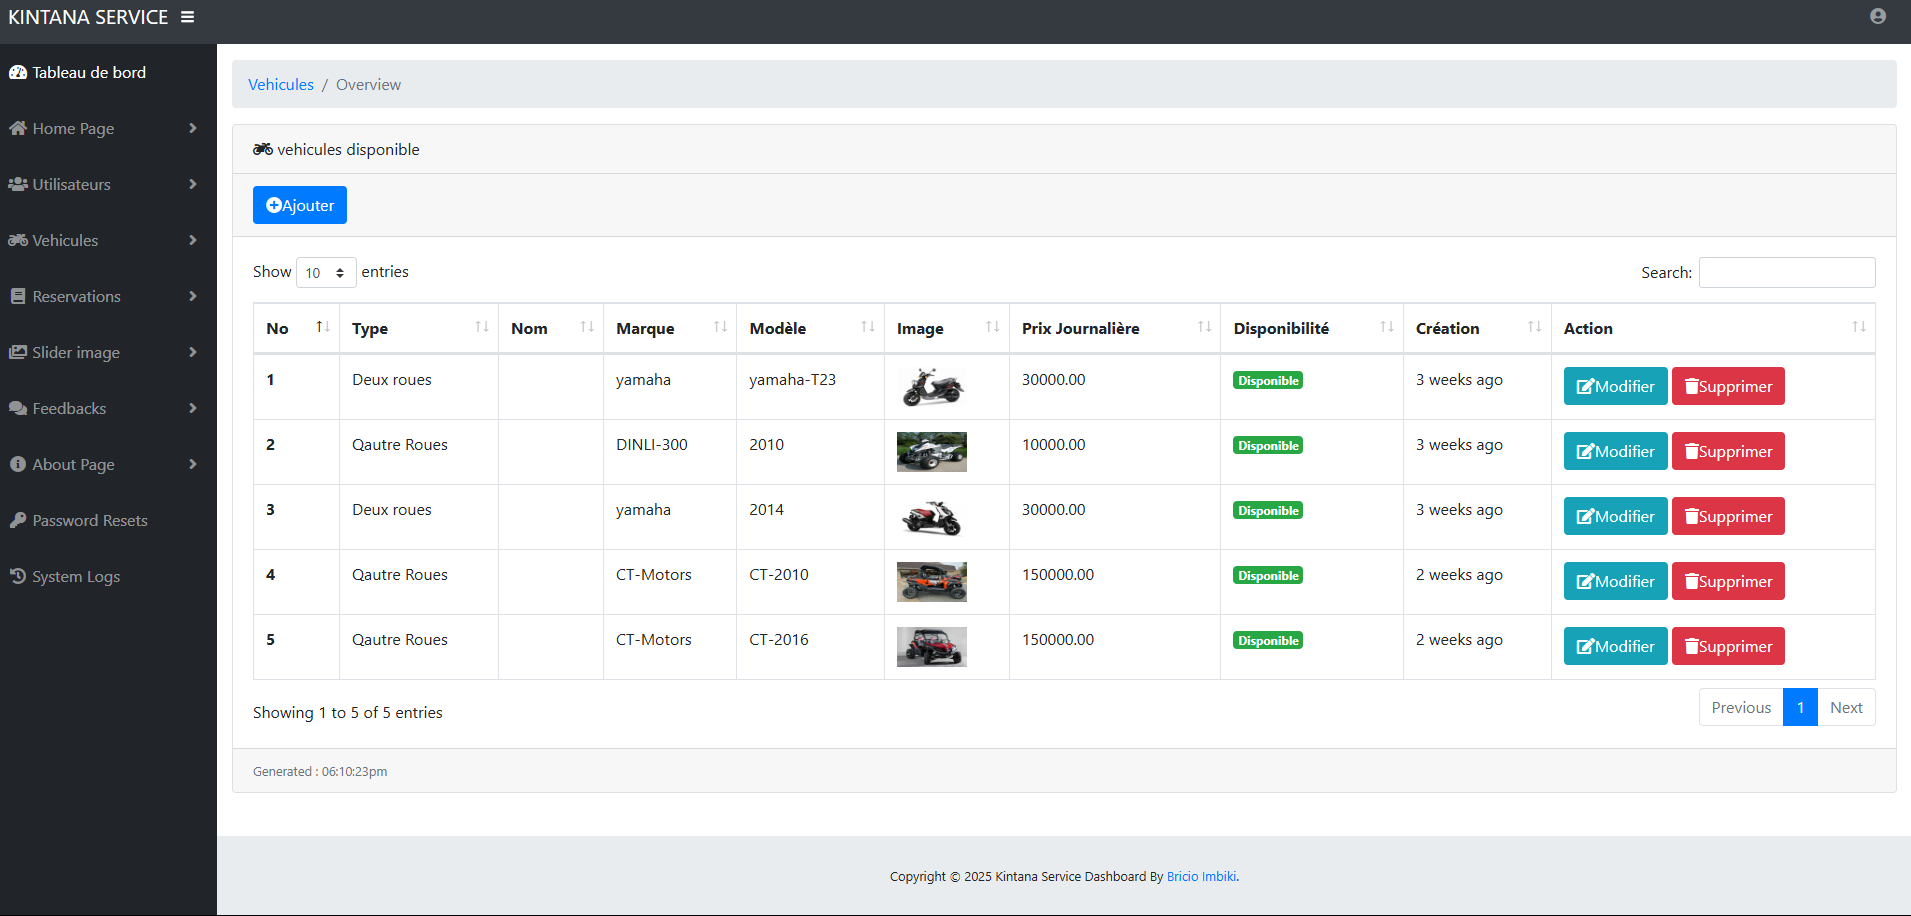 KINTANA SERVICE
Tableau de bord
Home Page
Utilisateurs
Vehicules
Reservations
Slider image
Feedbacks
About Page
Password Resets
System Logs
Vehicules / Overview
vehicules disponible
Ajouter
Show 10 entries
Search:
No Type Nom Marque Modèle Image Prix Journalière Disponibilité Création Action
1 Deux roues yamaha yamaha-T23 30000.00 Disponible 3 weeks ago Modifier Supprimer
2 Qautre Roues DINLI-300 2010 10000.00 Disponible 3 weeks ago Modifier Supprimer
3 Deux roues yamaha 2014 30000.00 Disponible 3 weeks ago Modifier Supprimer
4 Qautre Roues CT-Motors CT-2010 150000.00 Disponible 2 weeks ago Modifier Supprimer
5 Qautre Roues CT-Motors CT-2016 150000.00 Disponible 2 weeks ago Modifier Supprimer
Showing 1 to 5 of 5 entries
Previous 1 Next
Generated : 06:10:23pm
Copyright © 2025 Kintana Service Dashboard By Bricio Imbiki.